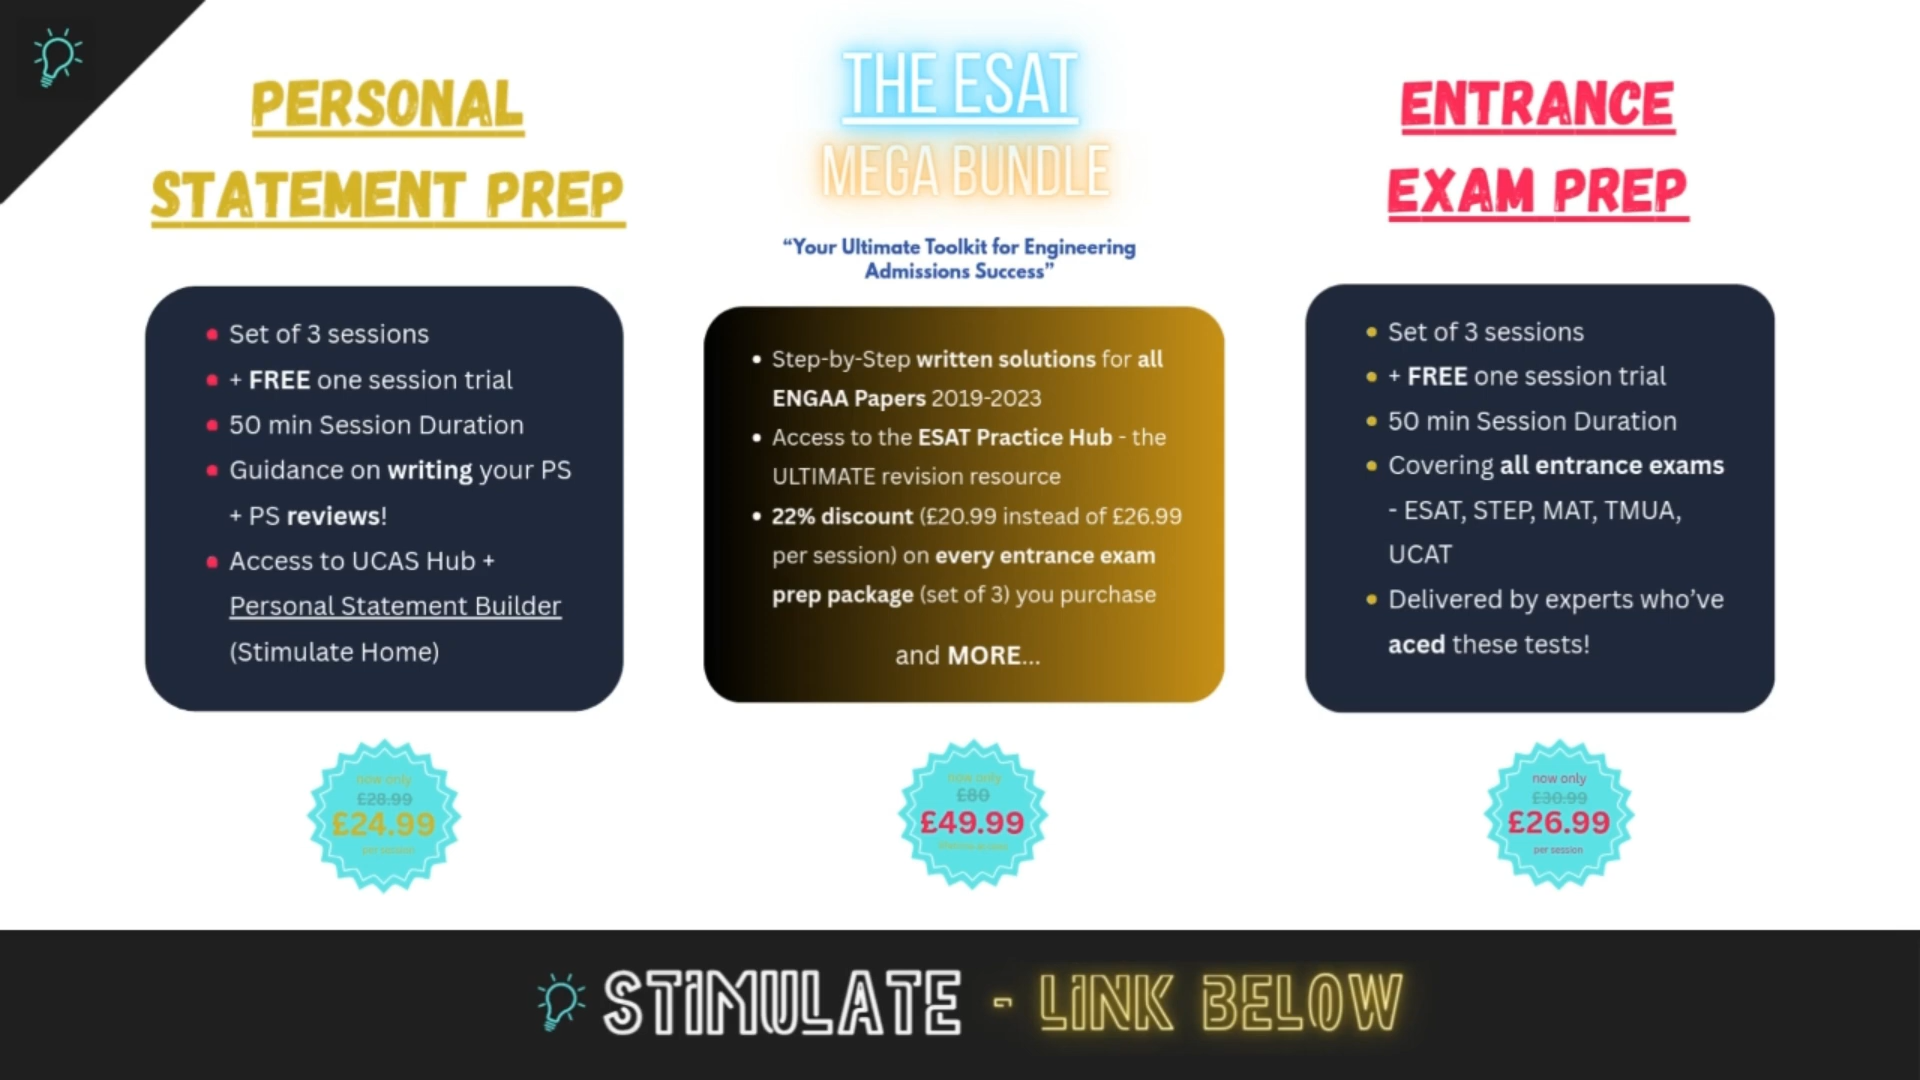 PERSONAL
STATEMENT PREP
Set of 3 sessions
+ FREE one session trial
50 min Session Duration
Guidance on writing your PS
+ PS reviews!
Access to UCAS Hub +
Personal Statement Builder
(Stimulate Home)
now only
£28.99
£24.99
per session
THE ESAT
MEGA BUNDLE
“Your Ultimate Toolkit for Engineering
Admissions Success”
Step-by-Step written solutions for all
ENGAA Papers 2019-2023
Access to the ESAT Practice Hub - the
ULTIMATE revision resource
22% discount (£20.99 instead of £26.99
per session) on every entrance exam
prep package (set of 3) you purchase
and MORE...
now only
£80
£49.99
ENTRANCE
EXAM PREP
Set of 3 sessions
+ FREE one session trial
50 min Session Duration
Covering all entrance exams
- ESAT, STEP, MAT, TMUA,
UCAT
Delivered by experts who’ve
aced these tests!
now only
£30.99
£26.99
per session
STIMULATE - LINK BELOW